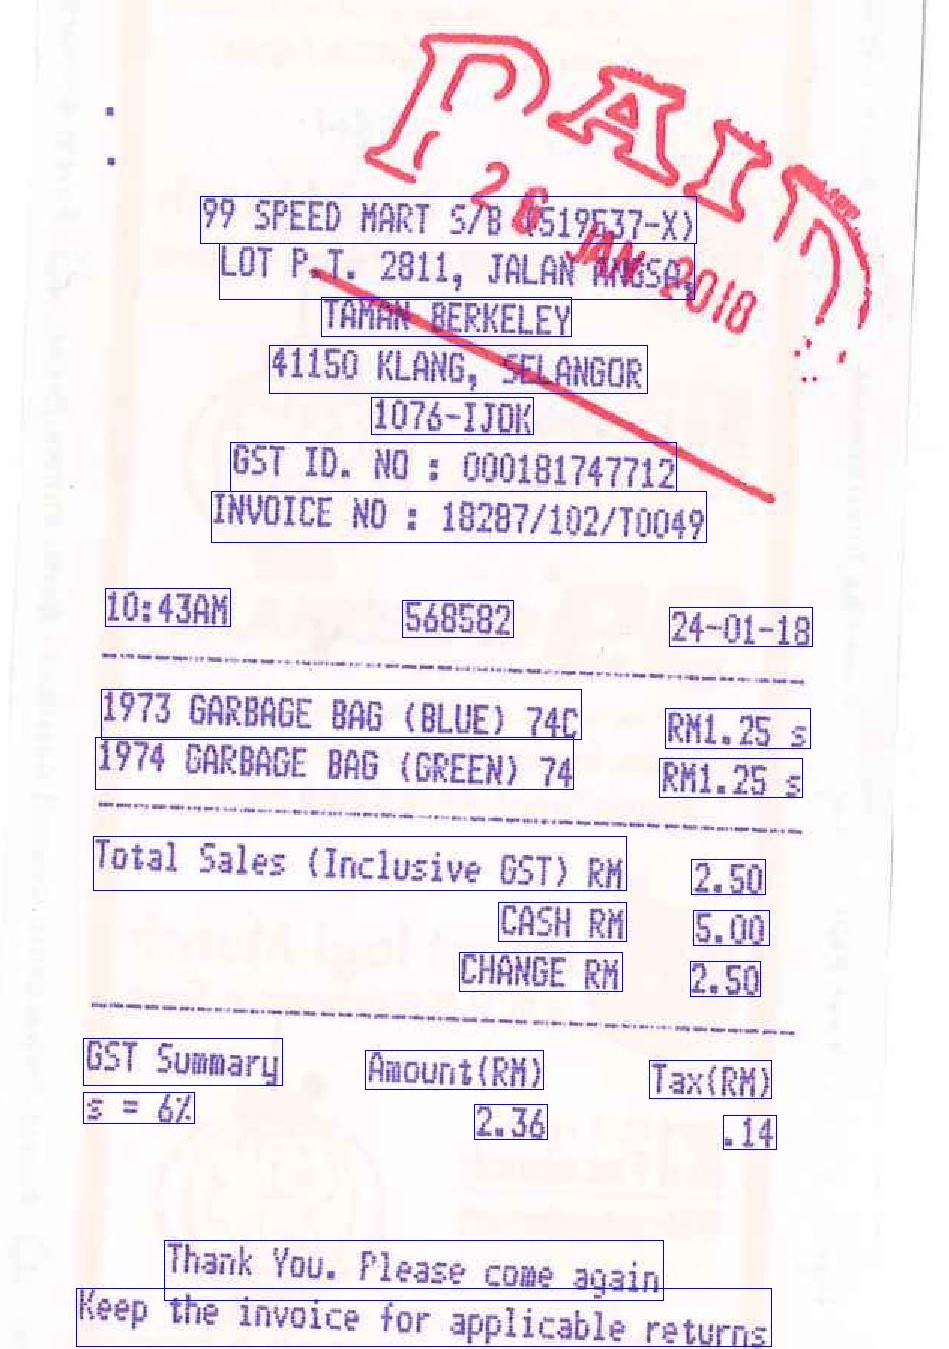 PAID
26 JAN 2018
99 SPEED MART S/B (519537-X)
LOT P.T. 2811, JALAN ANGSA,
TAMAN BERKELEY
41150 KLANG, SELANGOR
1076-IJOK
GST ID. NO : 000181747712
INVOICE NO : 18287/102/T0049
10:43AM 568582 24-01-18
1973 GARBAGE BAG (BLUE) 74C RM1.25 s
1974 GARBAGE BAG (GREEN) 74 RM1.25 s
Total Sales (Inclusive GST) RM 2.50
CASH RM 5.00
CHANGE RM 2.50
GST Summary Amount(RM) Tax(RM)
s = 6% 2.36 .14
Thank You. Please come again
Keep the invoice for applicable returns